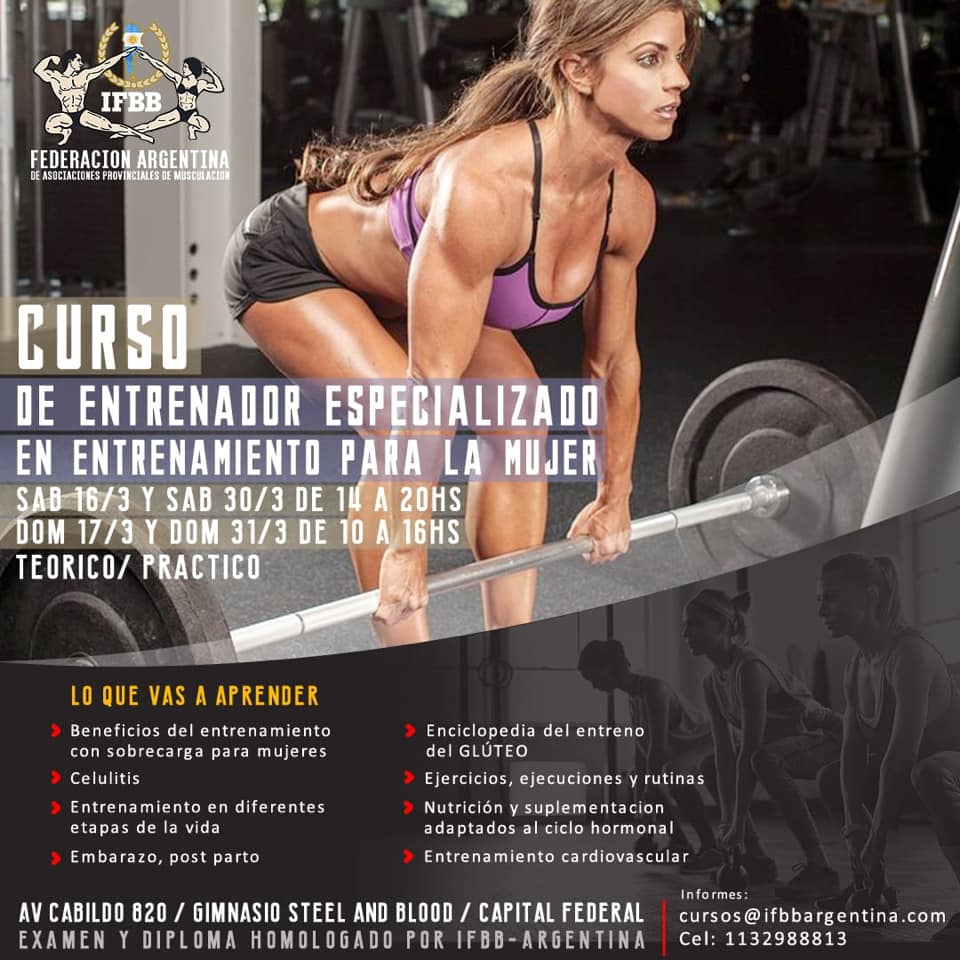 IFBB
FEDERACION ARGENTINA
DE ASOCIACIONES PROVINCIALES DE MUSCULACION
CURSO
DE ENTRENADOR ESPECIALIZADO
EN ENTRENAMIENTO PARA LA MUJER
SAB 16/3 Y SAB 30/3 DE 14 A 20HS
DOM 17/3 Y DOM 31/3 DE 10 A 16HS
TEORICO/ PRACTICO
LO QUE VAS A APRENDER
Beneficios del entrenamiento
con sobrecarga para mujeres
Celulitis
Entrenamiento en diferentes
etapas de la vida
Embarazo, post parto
Enciclopedia del entreno
del GLÚTEO
Ejercicios, ejecuciones y rutinas
Nutrición y suplementacion
adaptados al ciclo hormonal
Entrenamiento cardiovascular
AV CABILDO 820 / GIMNASIO STEEL AND BLOOD / CAPITAL FEDERAL
EXAMEN Y DIPLOMA HOMOLOGADO POR IFBB-ARGENTINA
Informes:
cursos@ifbbargentina.com
Cel: 1132988813